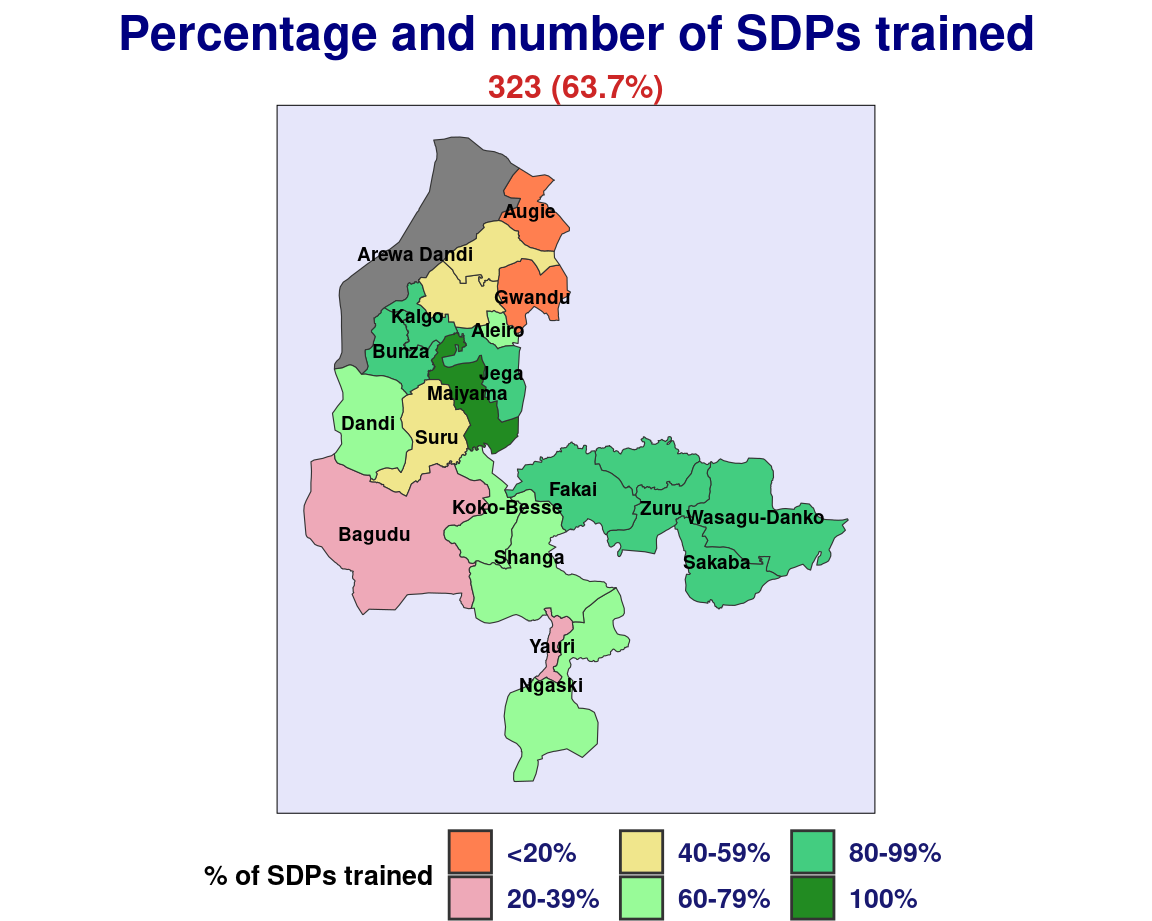 Percentage and number of SDPs trained
323 (63.7%)
Augie
Arewa Dandi
Gwandu
Kalgo
Aleiro
Bunza
Jega
Maiyama
Dandi
Suru
Fakai
Koko-Besse
Zuru
Wasagu-Danko
Bagudu
Shanga
Sakaba
Yauri
Ngaski
% of SDPs trained
<20%
40-59%
80-99%
20-39%
60-79%
100%